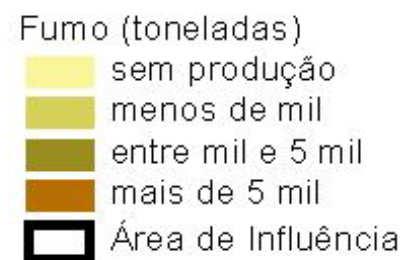 Fumo (toneladas)
sem produção
menos de mil
entre mil e 5 mil
mais de 5 mil
Área de Influência